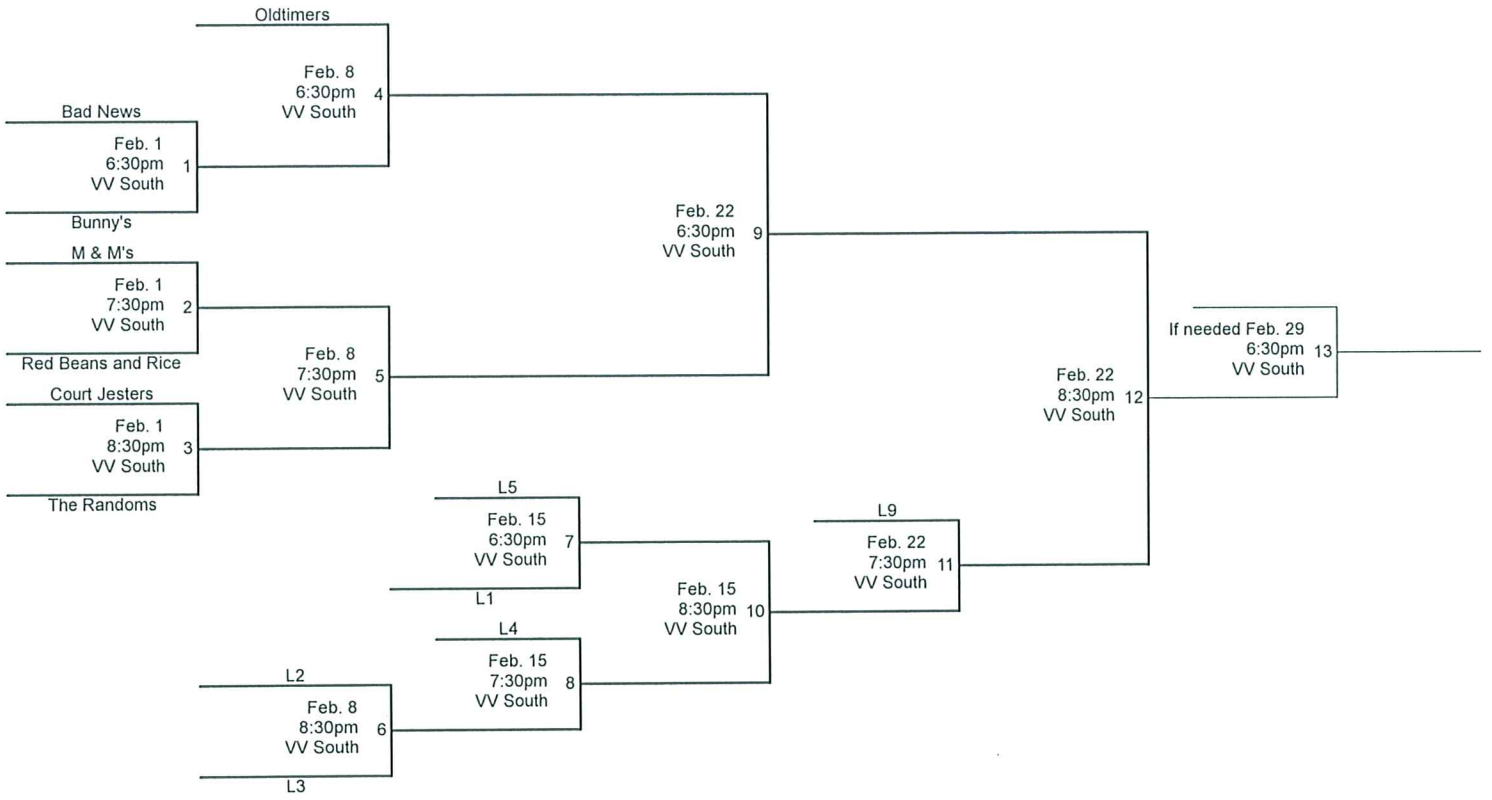 Oldtimers
Feb. 8
6:30pm 4
VV South
Bad News
Feb. 1
6:30pm 1
VV South
Bunny's
M & M's
Feb. 1
7:30pm 2
VV South
Red Beans and Rice
Feb. 8
7:30pm 5
VV South
Court Jesters
Feb. 1
8:30pm 3
VV South
The Randoms
Feb. 22
6:30pm 9
VV South
L5
Feb. 15
6:30pm 7
VV South
L1
L4
Feb. 15
7:30pm 8
VV South
L2
Feb. 8
8:30pm 6
VV South
L3
Feb. 15
8:30pm 10
VV South
L9
Feb. 22
7:30pm 11
VV South
Feb. 22
8:30pm 12
VV South
If needed Feb. 29
6:30pm 13
VV South